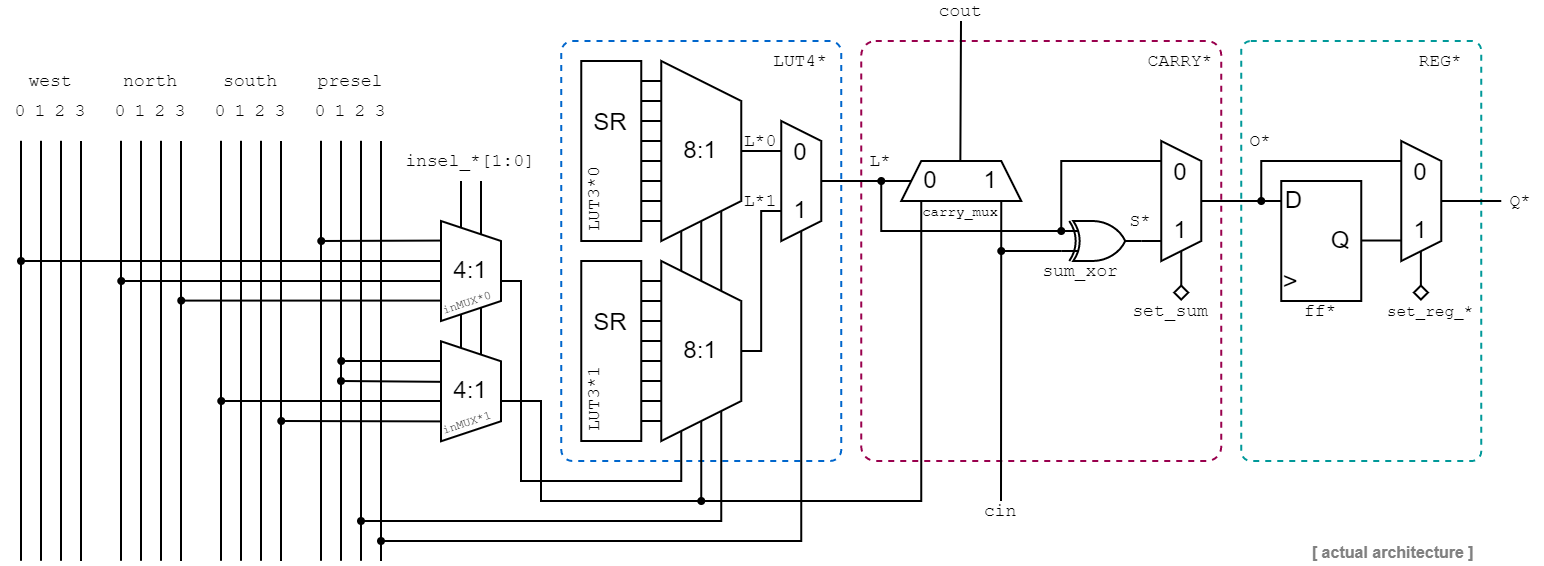 cout
LUT4*
CARRY*
REG*
west north south presel
0 1 2 3 0 1 2 3 0 1 2 3 0 1 2 3
insel_*[1:0]
SR
LUT3*0
8:1
L*0
0
L*1
1
L*
0 1
carry_mux
0
S*
1
sum_xor
set_sum
O*
D
Q
>
ff*
0
1
Q*
set_reg_*
4:1
inMUX*0
SR
LUT3*1
8:1
4:1
inMUX*1
cin
[ actual architecture ]